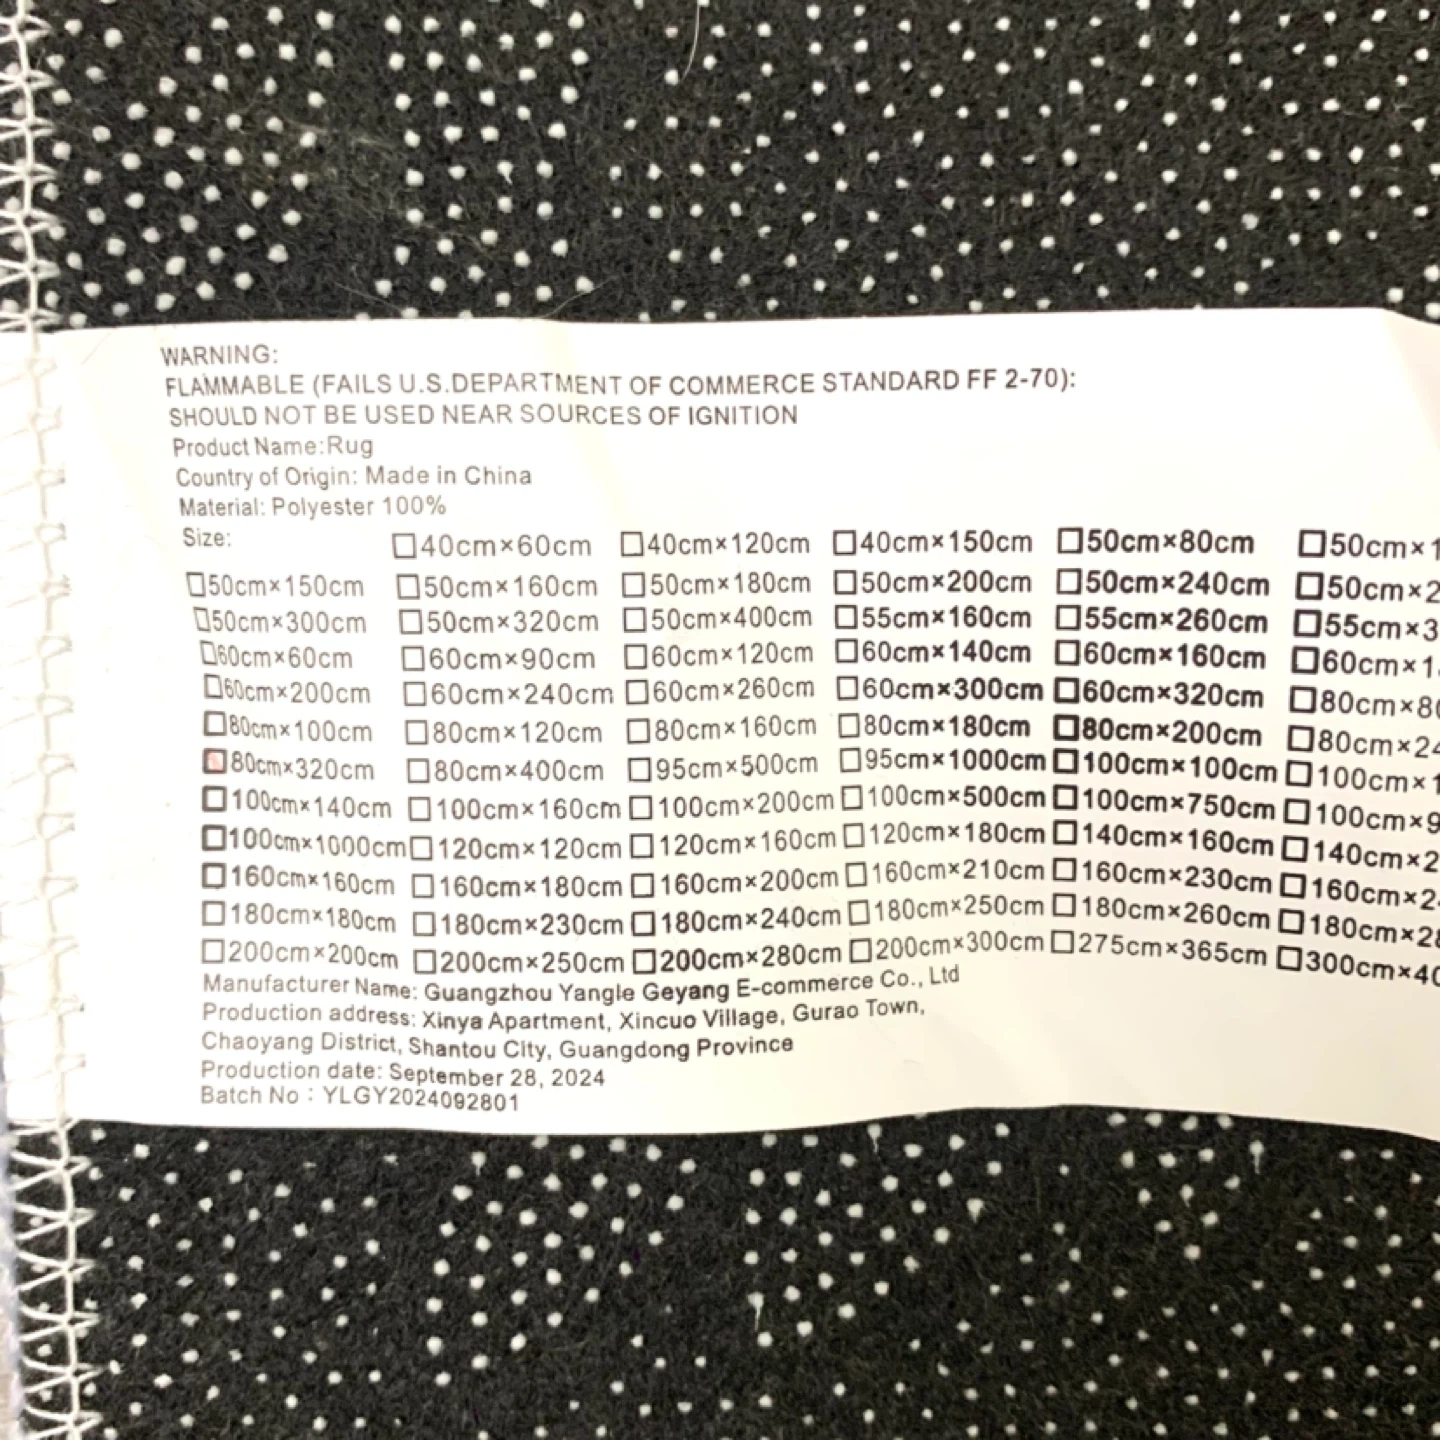 WARNING:
FLAMMABLE (FAILS U.S.DEPARTMENT OF COMMERCE STANDARD FF 2-70):
SHOULD NOT BE USED NEAR SOURCES OF IGNITION
Product Name:Rug
Country of Origin: Made in China
Material: Polyester 100%
Size: 40cm×60cm 40cm×120cm 40cm×150cm 50cm×80cm
50cm×150cm 50cm×160cm 50cm×180cm 50cm×200cm 50cm×240cm
50cm×300cm 50cm×320cm 50cm×400cm 55cm×160cm 55cm×260cm
60cm×60cm 60cm×90cm 60cm×120cm 60cm×140cm 60cm×160cm
60cm×200cm 60cm×240cm 60cm×260cm 60cm×300cm 60cm×320cm
80cm×100cm 80cm×120cm 80cm×160cm 80cm×180cm 80cm×200cm
80cm×320cm 80cm×400cm 95cm×500cm 95cm×1000cm 100cm×100cm
100cm×140cm 100cm×160cm 100cm×200cm 100cm×500cm 100cm×750cm
100cm×1000cm 120cm×120cm 120cm×160cm 120cm×180cm 140cm×160cm
160cm×160cm 160cm×180cm 160cm×200cm 160cm×210cm 160cm×230cm
180cm×180cm 180cm×230cm 180cm×240cm 180cm×250cm 180cm×260cm
200cm×200cm 200cm×250cm 200cm×280cm 200cm×300cm 275cm×365cm
Manufacturer Name: Guangzhou Yangle Geyang E-commerce Co., Ltd
Production address: Xinya Apartment, Xincuo Village, Gurao Town,
Chaoyang District, Shantou City, Guangdong Province
Production date: September 28, 2024
Batch No : YLGY2024092801